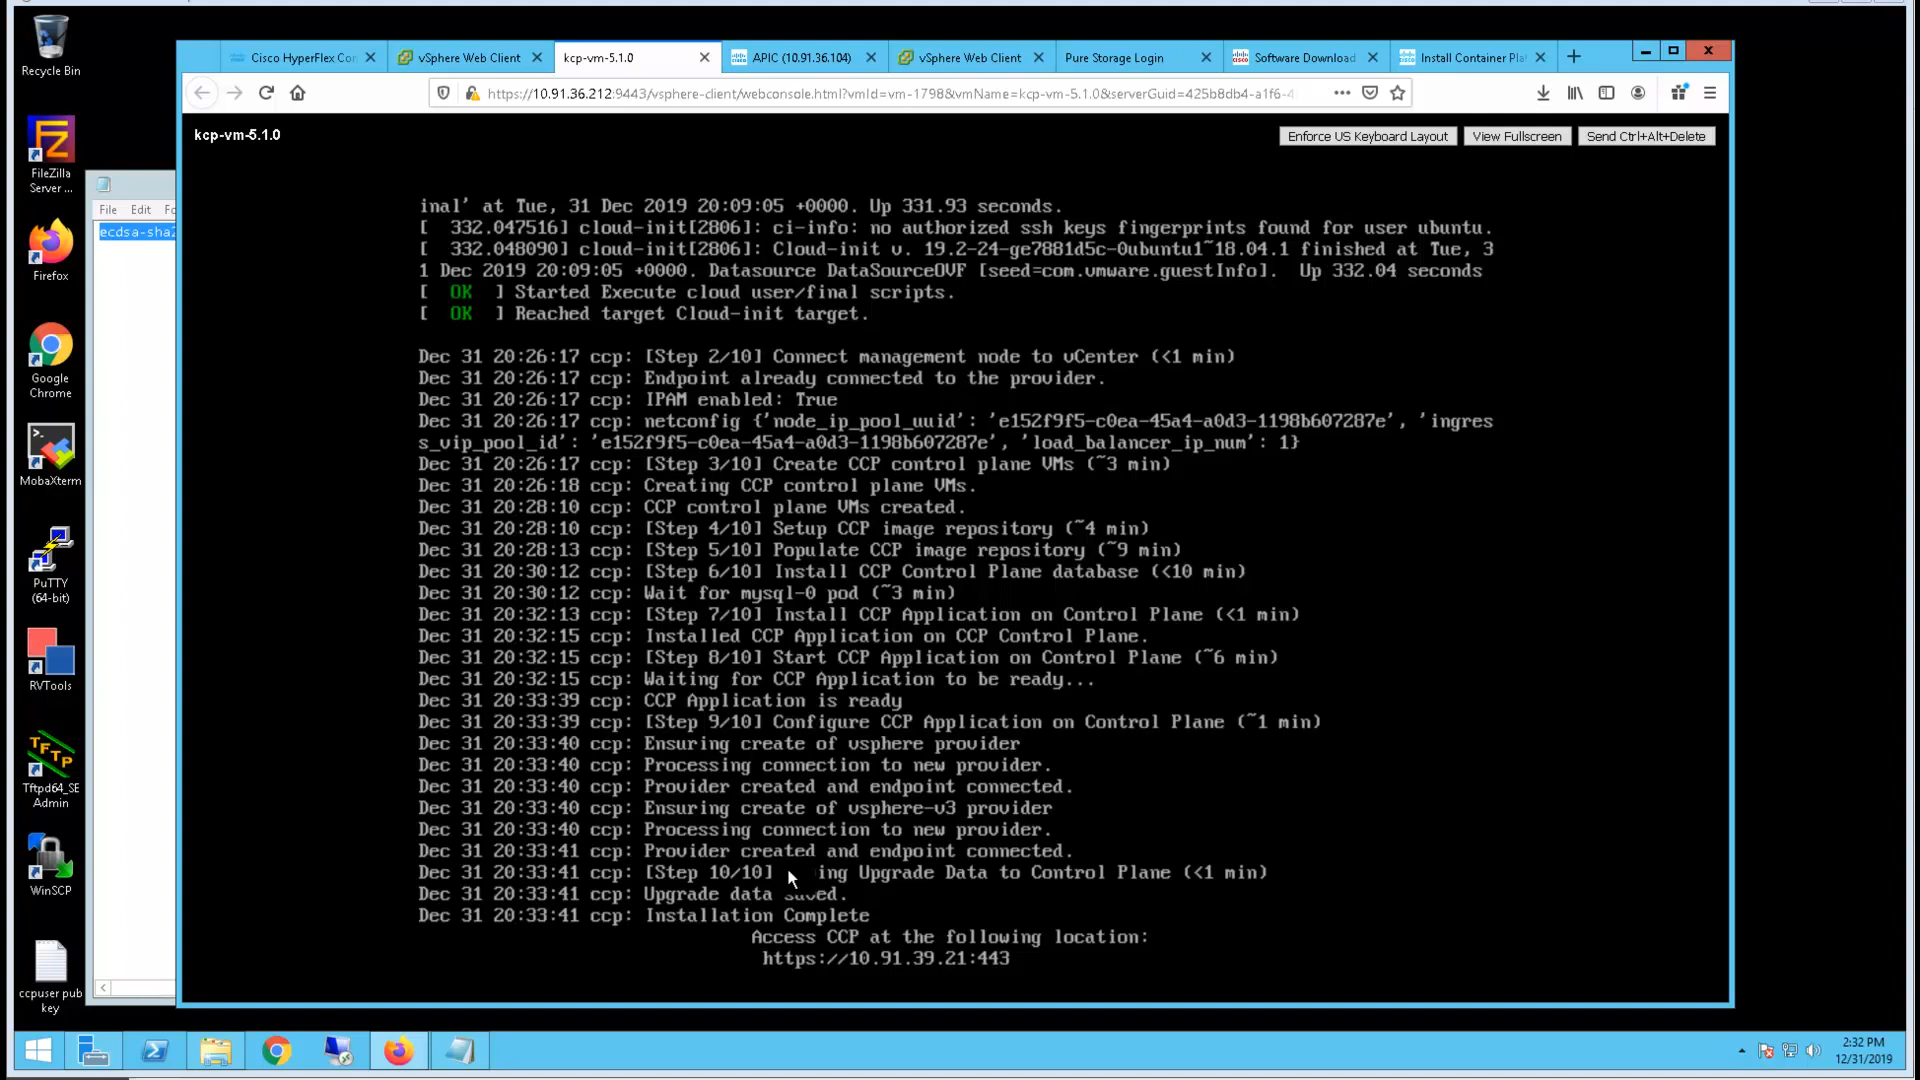 Recycle Bin
FileZilla
Server ...
Firefox
Google
Chrome
MobaXterm
PuTTY
(64-bit)
RVTools
Tftpd64_SE
Admin
WinSCP
ccpuser pub
key
File Edit Fo
ecdsa-sha2
Cisco HyperFlex Con
vSphere Web Client
kcp-vm-5.1.0
APIC (10.91.36.104)
vSphere Web Client
Pure Storage Login
Software Download
Install Container Pla
https://10.91.36.212:9443/vsphere-client/webconsole.html?vmId=vm-1798&vmName=kcp-vm-5.1.0&serverGuid=425b8db4-a1f6-4
kcp-vm-5.1.0
Enforce US Keyboard Layout
View Fullscreen
Send Ctrl+Alt+Delete
inal' at Tue, 31 Dec 2019 20:09:05 +0000. Up 331.93 seconds.
[  332.047516] cloud-init[2806]: ci-info: no authorized ssh keys fingerprints found for user ubuntu.
[  332.048090] cloud-init[2806]: Cloud-init v. 19.2-24-ge7881d5c-0ubuntu1~18.04.1 finished at Tue, 3
1 Dec 2019 20:09:05 +0000. Datasource DataSourceOVF [seed=com.vmware.guestInfo].  Up 332.04 seconds
[  OK  ] Started Execute cloud user/final scripts.
[  OK  ] Reached target Cloud-init target.
Dec 31 20:26:17 ccp: [Step 2/10] Connect management node to vCenter (<1 min)
Dec 31 20:26:17 ccp: Endpoint already connected to the provider.
Dec 31 20:26:17 ccp: IPAM enabled: True
Dec 31 20:26:17 ccp: netconfig {'node_ip_pool_uuid': 'e152f9f5-c0ea-45a4-a0d3-1198b607287e', 'ingres
s_vip_pool_id': 'e152f9f5-c0ea-45a4-a0d3-1198b607287e', 'load_balancer_ip_num': 1}
Dec 31 20:26:17 ccp: [Step 3/10] Create CCP control plane VMs (~3 min)
Dec 31 20:26:18 ccp: Creating CCP control plane VMs.
Dec 31 20:28:10 ccp: CCP control plane VMs created.
Dec 31 20:28:10 ccp: [Step 4/10] Setup CCP image repository (~4 min)
Dec 31 20:28:13 ccp: [Step 5/10] Populate CCP image repository (~9 min)
Dec 31 20:30:12 ccp: [Step 6/10] Install CCP Control Plane database (<10 min)
Dec 31 20:30:12 ccp: Wait for mysql-0 pod (~3 min)
Dec 31 20:32:13 ccp: [Step 7/10] Install CCP Application on Control Plane (<1 min)
Dec 31 20:32:15 ccp: Installed CCP Application on CCP Control Plane.
Dec 31 20:32:15 ccp: [Step 8/10] Start CCP Application on Control Plane (~6 min)
Dec 31 20:32:15 ccp: Waiting for CCP Application to be ready...
Dec 31 20:33:39 ccp: CCP Application is ready
Dec 31 20:33:39 ccp: [Step 9/10] Configure CCP Application on Control Plane (~1 min)
Dec 31 20:33:40 ccp: Ensuring create of vsphere provider
Dec 31 20:33:40 ccp: Processing connection to new provider.
Dec 31 20:33:40 ccp: Provider created and endpoint connected.
Dec 31 20:33:40 ccp: Ensuring create of vsphere-v3 provider
Dec 31 20:33:40 ccp: Processing connection to new provider.
Dec 31 20:33:41 ccp: Provider created and endpoint connected.
Dec 31 20:33:41 ccp: [Step 10/10] ing Upgrade Data to Control Plane (<1 min)
Dec 31 20:33:41 ccp: Upgrade data saved.
Dec 31 20:33:41 ccp: Installation Complete
Access CCP at the following location:
https://10.91.39.21:443
2:32 PM
12/31/2019